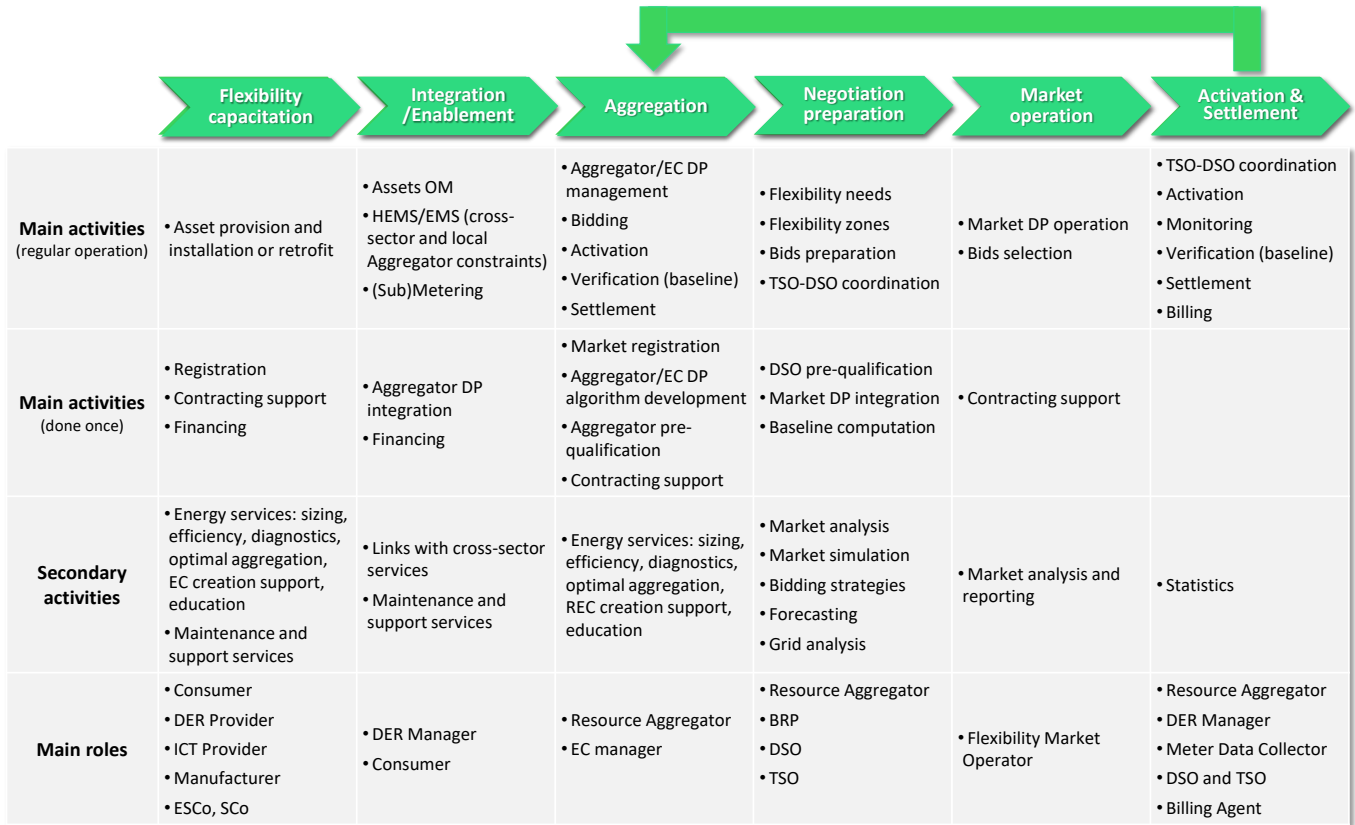 Flexibility
capacitation
Integration
/Enablement
Aggregation
Negotiation
preparation
Market
operation
Activation &
Settlement
Main activities
(regular operation)
• Asset provision and
installation or retrofit
• Assets OM
• HEMS/EMS (cross-
sector and local
Aggregator constraints)
• (Sub)Metering
• Aggregator/EC DP
management
• Bidding
• Activation
• Verification (baseline)
• Settlement
• Flexibility needs
• Flexibility zones
• Bids preparation
• TSO-DSO coordination
• Market DP operation
• Bids selection
• TSO-DSO coordination
• Activation
• Monitoring
• Verification (baseline)
• Settlement
• Billing
Main activities
(done once)
• Registration
• Contracting support
• Financing
• Aggregator DP
integration
• Financing
• Market registration
• Aggregator/EC DP
algorithm development
• Aggregator pre-
qualification
• Contracting support
• DSO pre-qualification
• Market DP integration
• Baseline computation
• Contracting support
Secondary
activities
• Energy services: sizing,
efficiency, diagnostics,
optimal aggregation,
EC creation support,
education
• Maintenance and
support services
• Links with cross-sector
services
• Maintenance and
support services
• Energy services: sizing,
efficiency, diagnostics,
optimal aggregation,
REC creation support,
education
• Market analysis
• Market simulation
• Bidding strategies
• Forecasting
• Grid analysis
• Market analysis and
reporting
• Statistics
Main roles
• Consumer
• DER Provider
• ICT Provider
• Manufacturer
• ESCo, SCo
• DER Manager
• Consumer
• Resource Aggregator
• EC manager
• Resource Aggregator
• BRP
• DSO
• TSO
• Flexibility Market
Operator
• Resource Aggregator
• DER Manager
• Meter Data Collector
• DSO and TSO
• Billing Agent